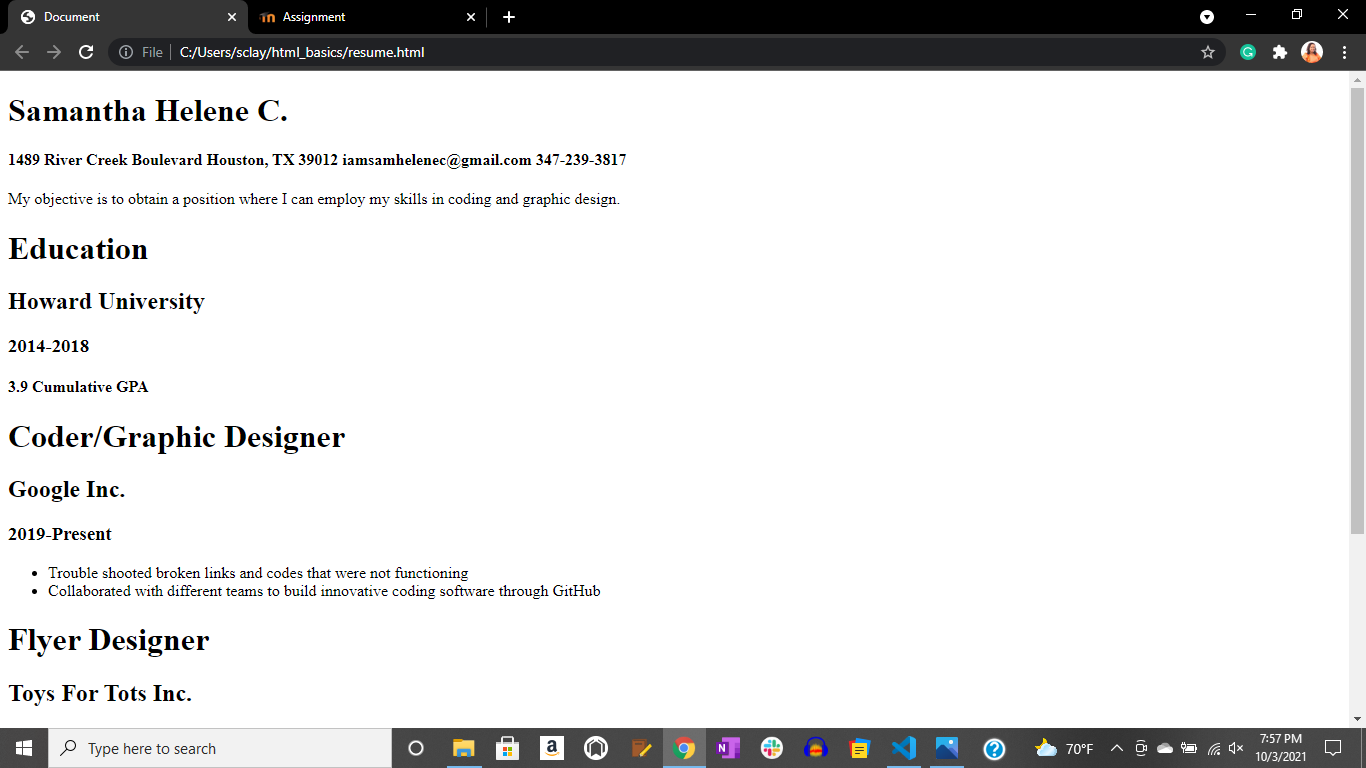 Document
Assignment
File
C:/Users/sclay/html_basics/resume.html
Samantha Helene C.
1489 River Creek Boulevard Houston, TX 39012 iamsamhelenec@gmail.com 347-239-3817
My objective is to obtain a position where I can employ my skills in coding and graphic design.
Education
Howard University
2014-2018
3.9 Cumulative GPA
Coder/Graphic Designer
Google Inc.
2019-Present
• Trouble shooted broken links and codes that were not functioning
• Collaborated with different teams to build innovative coding software through GitHub
Flyer Designer
Toys For Tots Inc.
Type here to search
70°F
7:57 PM
10/3/2021